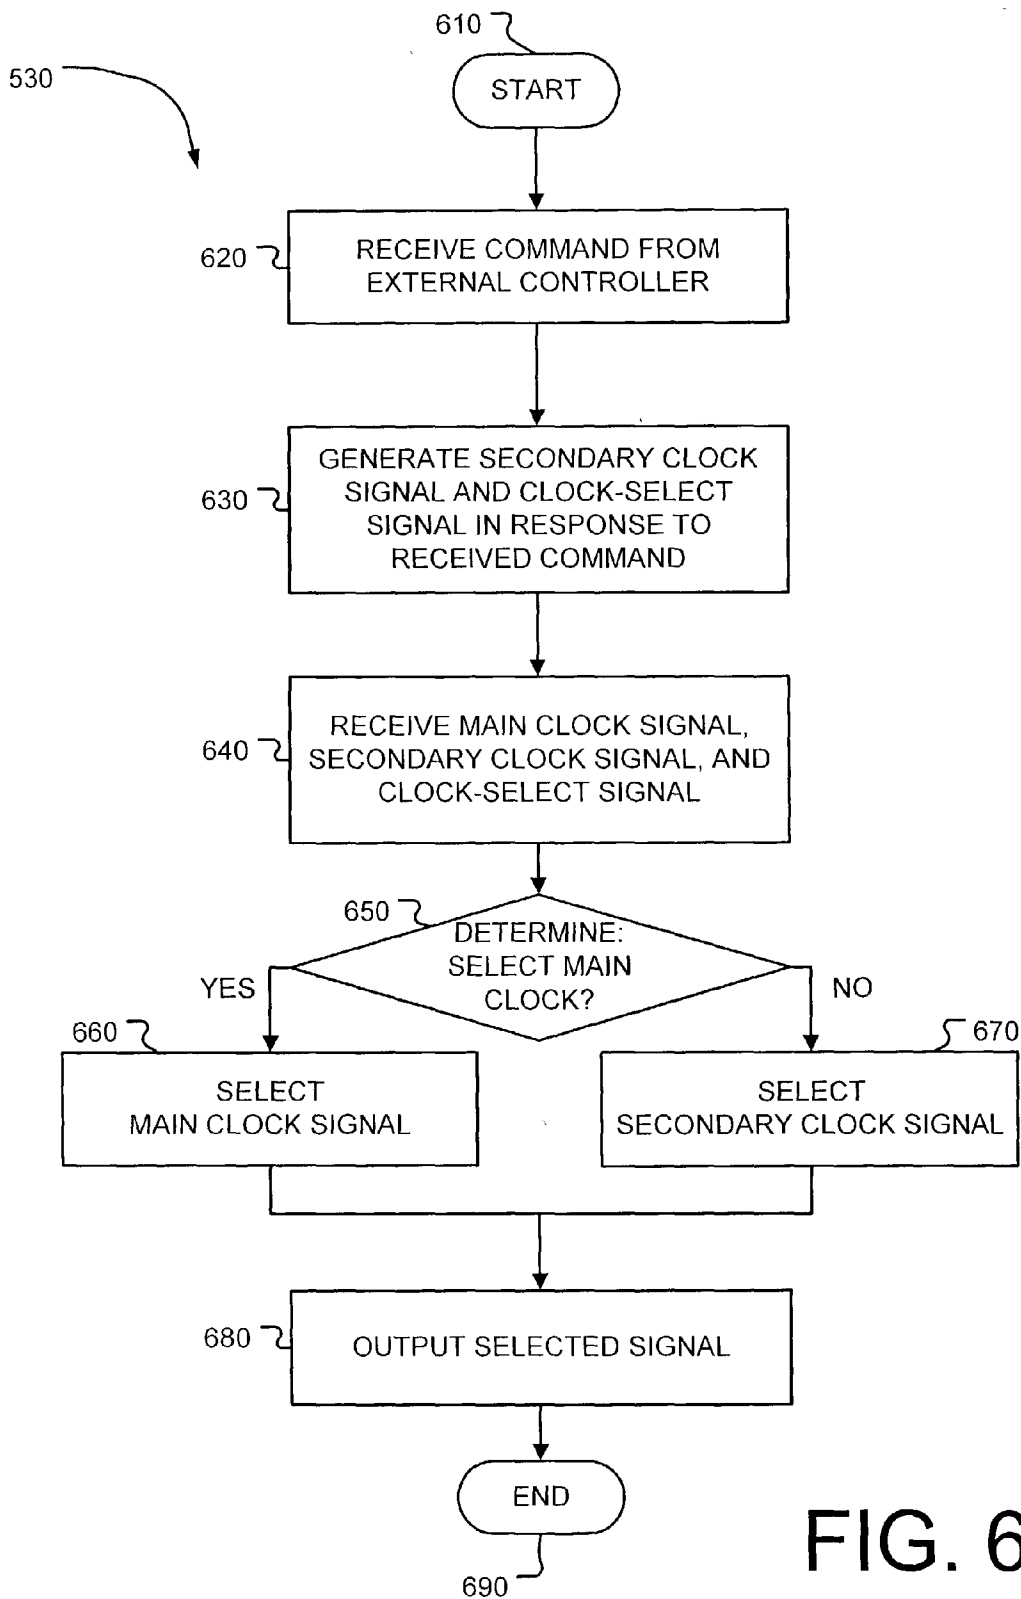 610
530
START
620
RECEIVE COMMAND FROM
EXTERNAL CONTROLLER
630
GENERATE SECONDARY CLOCK
SIGNAL AND CLOCK-SELECT
SIGNAL IN RESPONSE TO
RECEIVED COMMAND
640
RECEIVE MAIN CLOCK SIGNAL,
SECONDARY CLOCK SIGNAL, AND
CLOCK-SELECT SIGNAL
650
DETERMINE:
SELECT MAIN
CLOCK?
YES
NO
660
670
SELECT
MAIN CLOCK SIGNAL
SELECT
SECONDARY CLOCK SIGNAL
680
OUTPUT SELECTED SIGNAL
END
690
FIG. 6